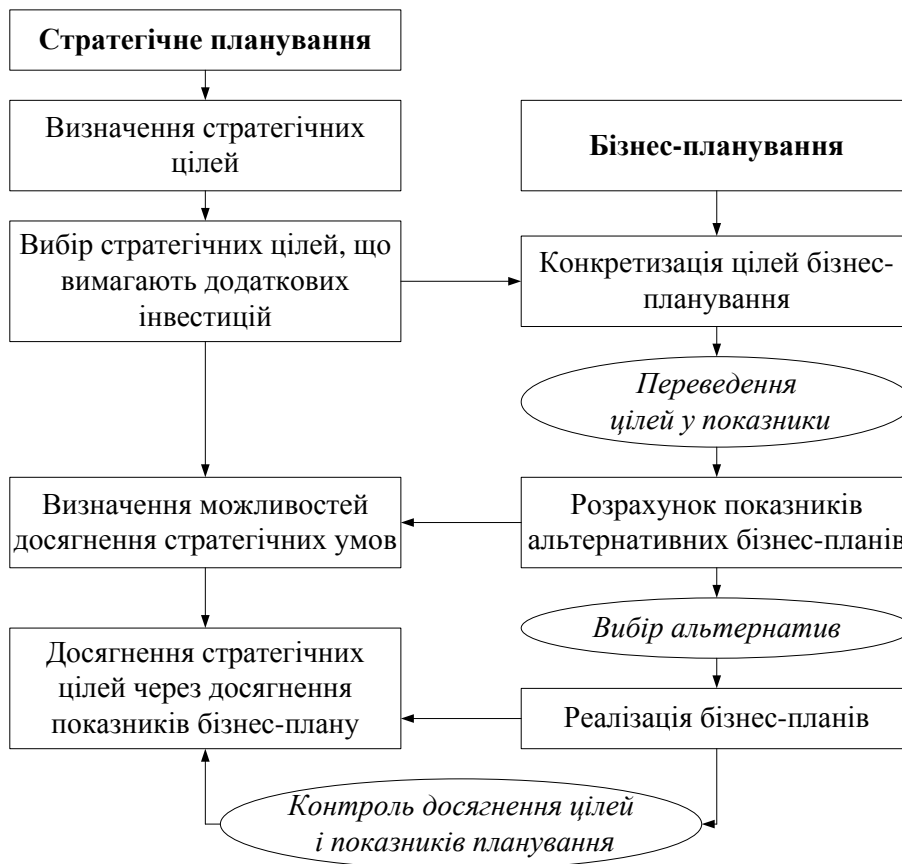 Стратегічне планування
Визначення стратегічних
цілей
Бізнес-планування
Вибір стратегічних цілей, що
вимагають додаткових
інвестицій
Конкретизація цілей бізнес-
планування
Переведення
цілей у показники
Визначення можливостей
досягнення стратегічних умов
Розрахунок показників
альтернативних бізнес-планів
Вибір альтернатив
Досягнення стратегічних
цілей через досягнення
показників бізнес-плану
Реалізація бізнес-планів
Контроль досягнення цілей
і показників планування